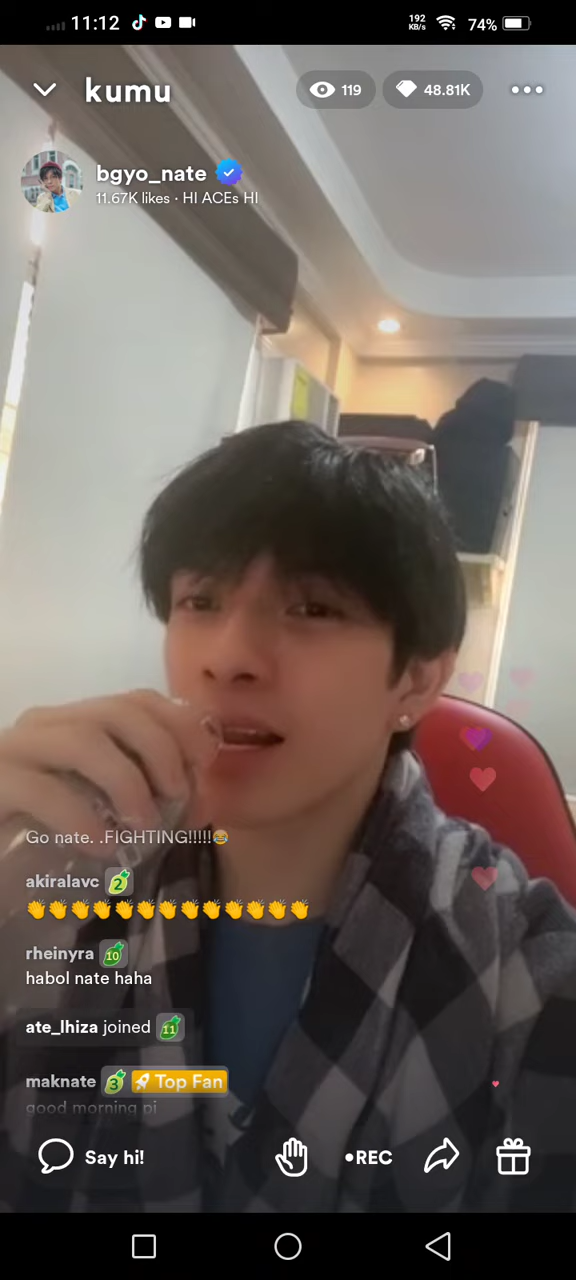 11:12
192
KB/s
74%
kumu
119
48.81K
bgyo_nate
11.67K likes · HI ACEs HI
Go nate. .FIGHTING!!!!!😂
akiralavc 2
👏👏👏👏👏👏👏👏👏👏👏👏👏
rheinyra 10
habol nate haha
ate_lhiza joined 11
maknate 3 Top Fan
good morning pi
Say hi!
•REC